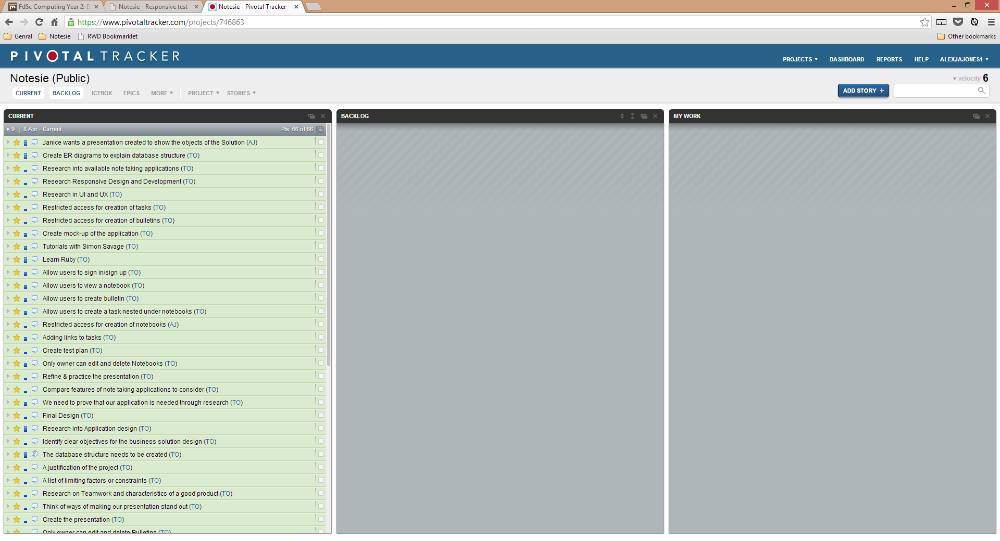 FdSc Computing Year 2: D
Notesie - Responsive test
Notesie - Pivotal Tracker
https://www.pivotaltracker.com/projects/746863
Genral
Notesie
RWD Bookmarklet
Other bookmarks
PIVOTAL TRACKER
PROJECTS
DASHBOARD
REPORTS
HELP
ALEXJAJONES1
Notesie (Public)
velocity 6
CURRENT
BACKLOG
ICEBOX
EPICS
MORE
PROJECT
STORIES
ADD STORY +
CURRENT
9 8 Apr - Current Pts: 66 of 66 %
Janice wants a presentation created to show the objects of the Solution (AJ)
Create ER diagrams to explain database structure (TO)
Research into available note taking applications (TO)
Research Responsive Design and Development (TO)
Research in UI and UX (TO)
Restricted access for creation of tasks (TO)
Restricted access for creation of bulletins (TO)
Create mock-up of the application (TO)
Tutorials with Simon Savage (TO)
Learn Ruby (TO)
Allow users to sign in/sign up (TO)
Allow users to view a notebook (TO)
Allow users to create bulletin (TO)
Allow users to create a task nested under notebooks (TO)
Restricted access for creation of notebooks (AJ)
Adding links to tasks (TO)
Create test plan (TO)
Only owner can edit and delete Notebooks (TO)
Refine & practice the presentation (TO)
Compare features of note taking applications to consider (TO)
We need to prove that our application is needed through research (TO)
Final Design (TO)
Research into Application design (TO)
Identify clear objectives for the business solution design (TO)
The database structure needs to be created (TO)
A justification of the project (TO)
A list of limiting factors or constraints (TO)
Research on Teamwork and characteristics of a good product (TO)
Think of ways of making our presentation stand out (TO)
Create the presentation (TO)
Only owner can edit and delete Bulletins (TO)
BACKLOG
MY WORK